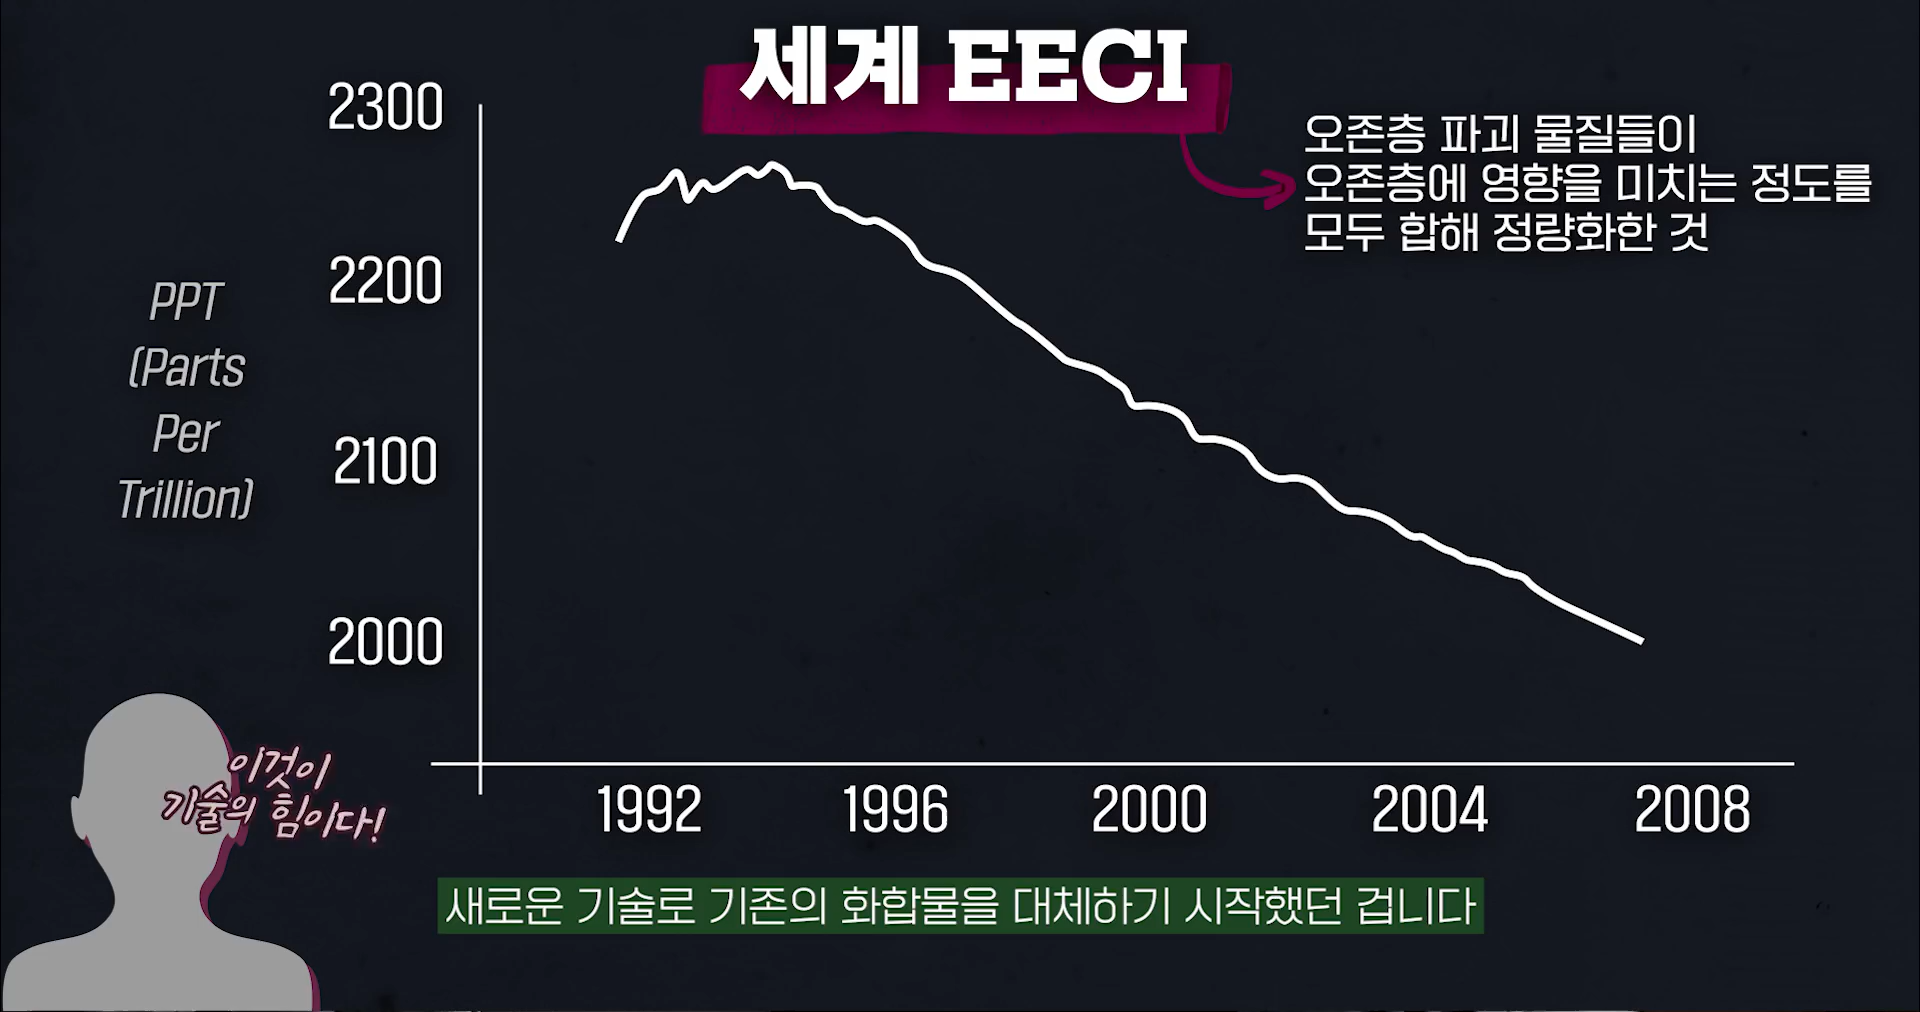 세계 EECI
오존층 파괴 물질들이
오존층에 영향을 미치는 정도를
모두 합해 정량화한 것
2300
2200
2100
2000
PPT
(Parts
Per
Trillion)
1992 1996 2000 2004 2008
이것이
기술의 힘이다!
새로운 기술로 기존의 화합물을 대체하기 시작했던 겁니다